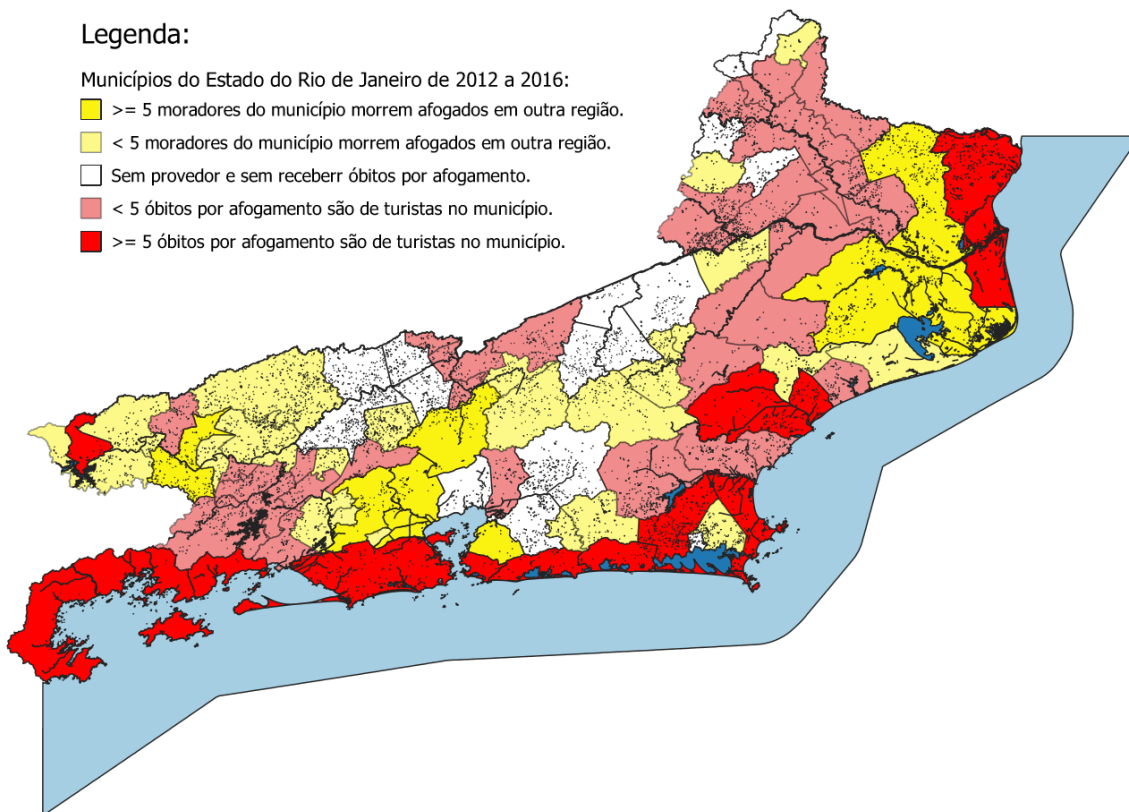 Legenda:
Municípios do Estado do Rio de Janeiro de 2012 a 2016:
>= 5 moradores do município morrem afogados em outra região.
< 5 moradores do município morrem afogados em outra região.
Sem provedor e sem receberr óbitos por afogamento.
< 5 óbitos por afogamento são de turistas no município.
>= 5 óbitos por afogamento são de turistas no município.